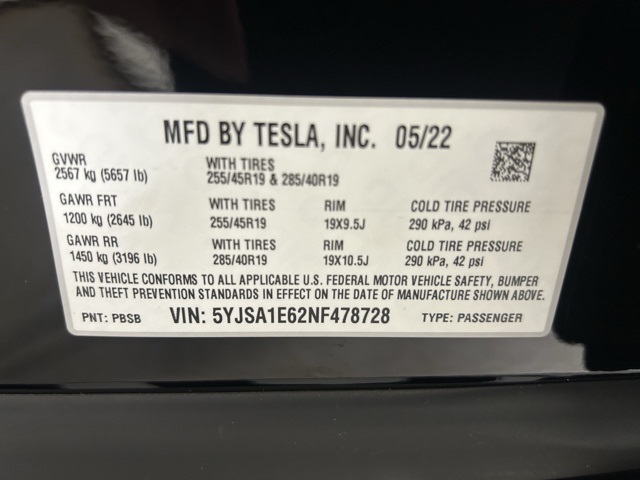 MFD BY TESLA, INC. 05/22
GVWR
2567 kg (5657 lb)
WITH TIRES
255/45R19 & 285/40R19
GAWR FRT
1200 kg (2645 lb)
WITH TIRES
255/45R19
RIM
19X9.5J
COLD TIRE PRESSURE
290 kPa, 42 psi
GAWR RR
1450 kg (3196 lb)
WITH TIRES
285/40R19
RIM
19X10.5J
COLD TIRE PRESSURE
290 kPa, 42 psi
THIS VEHICLE CONFORMS TO ALL APPLICABLE U.S. FEDERAL MOTOR VEHICLE SAFETY, BUMPER
AND THEFT PREVENTION STANDARDS IN EFFECT ON THE DATE OF MANUFACTURE SHOWN ABOVE.
PNT: PBSB VIN: 5YJSA1E62NF478728 TYPE: PASSENGER